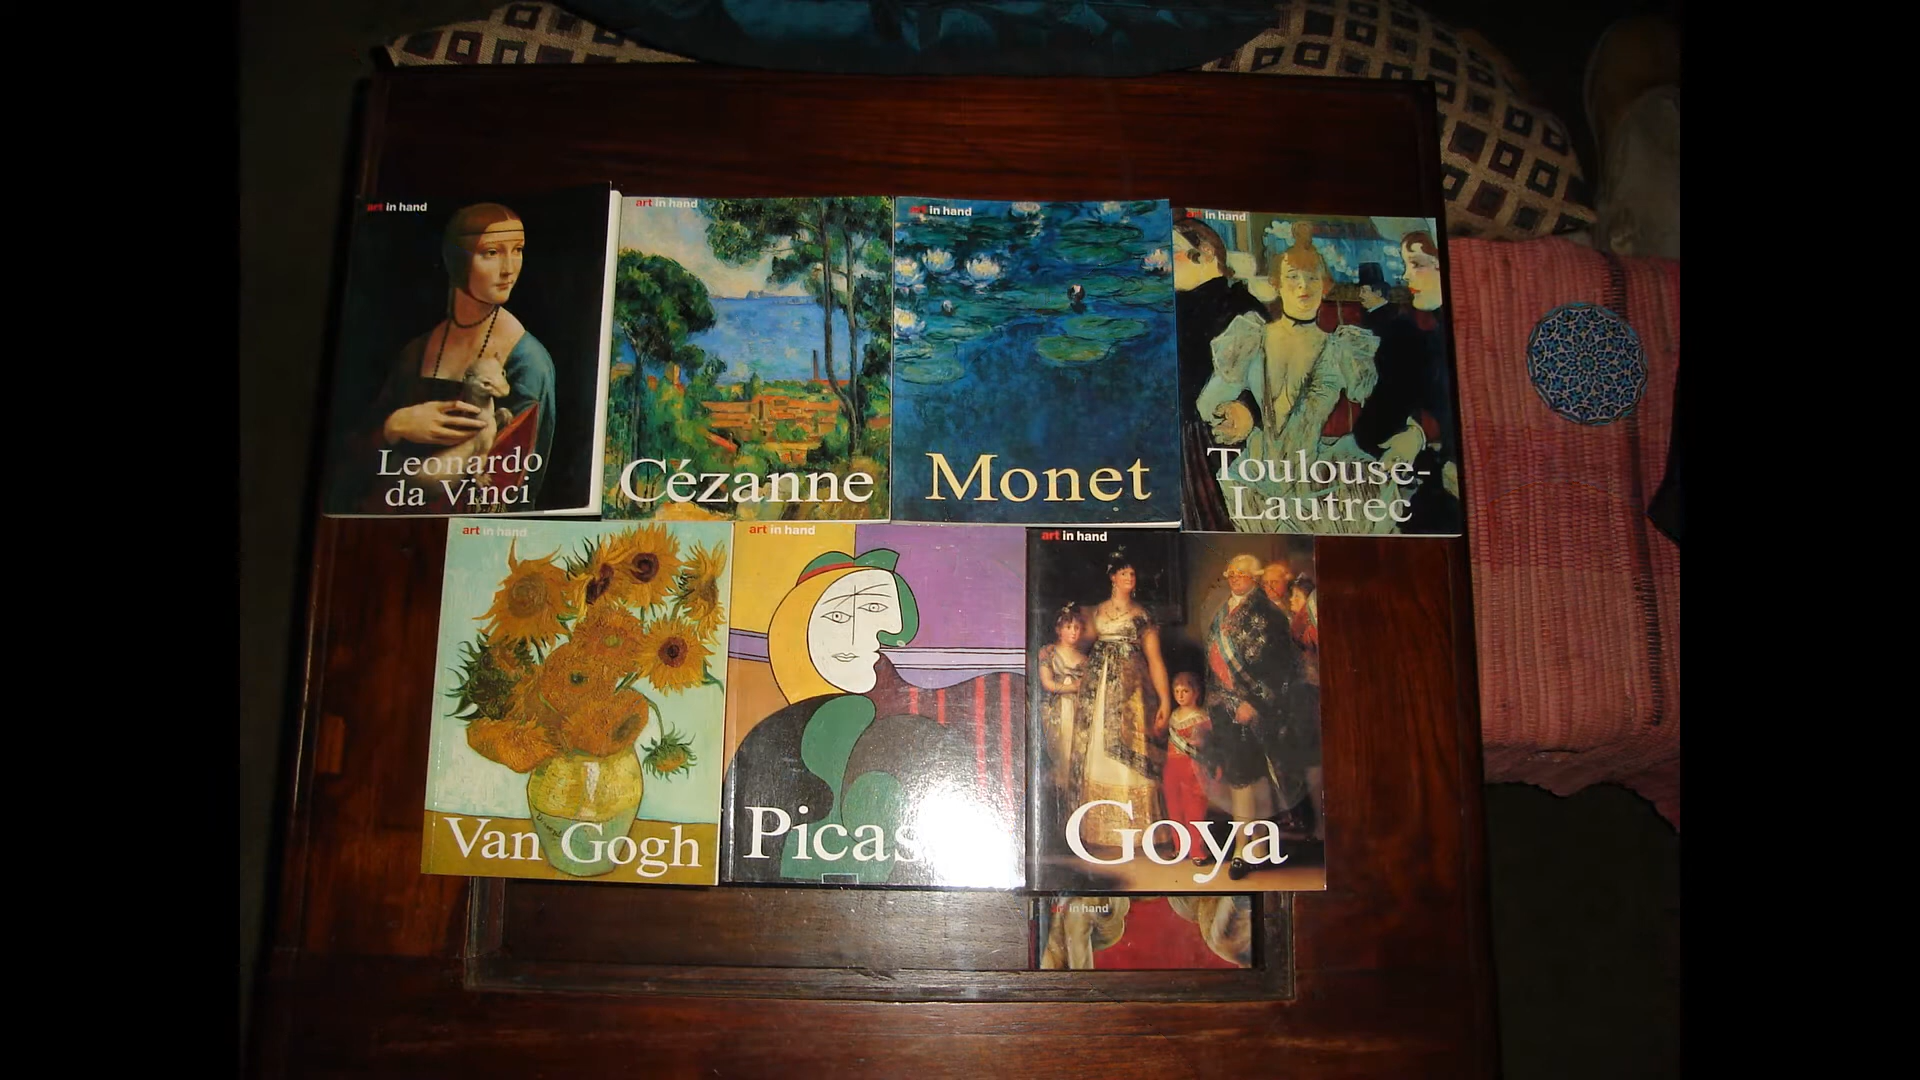 art in hand
Leonardo
da Vinci
art in hand
Cézanne
art in hand
Monet
art in hand
Toulouse-
Lautrec
art in hand
Van Gogh
art in hand
Picas
art in hand
Goya
art in hand